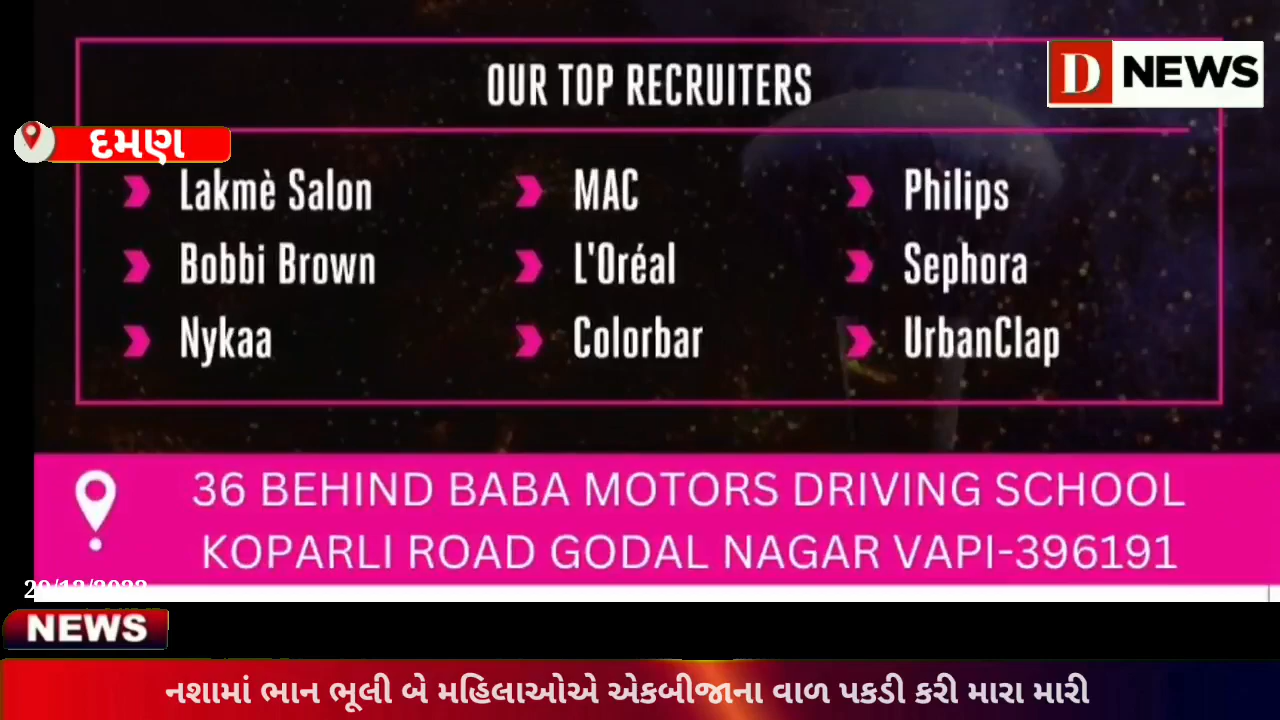 OUR TOP RECRUITERS
D NEWS
દમણ
Lakmè Salon
MAC
Philips
Bobbi Brown
L'Oréal
Sephora
Nykaa
Colorbar
UrbanClap
36 BEHIND BABA MOTORS DRIVING SCHOOL
KOPARLI ROAD GODAL NAGAR VAPI-396191
NEWS
નશામાં ભાન ભૂલી બે મહિલાઓએ એકબીજાના વાળ પકડી કરી મારા મારી